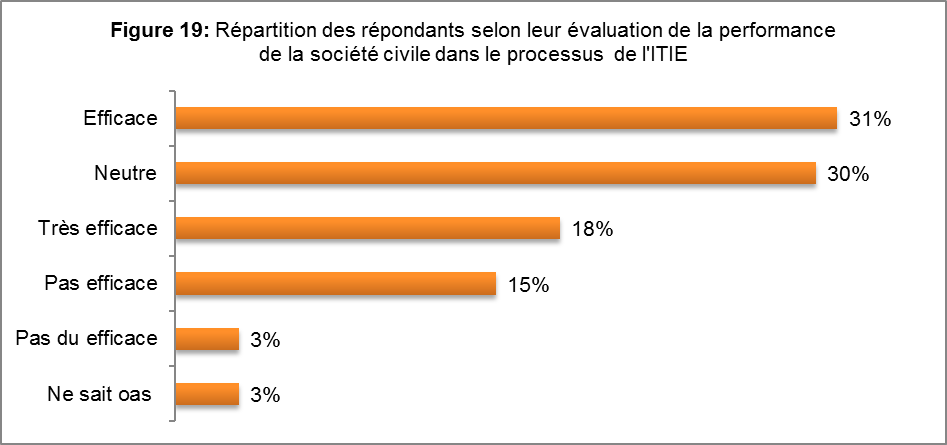 Figure 19: Répartition des répondants selon leur évaluation de la performance
de la société civile dans le processus de l'ITIE
Efficace 31%
Neutre 30%
Très efficace 18%
Pas efficace 15%
Pas du efficace 3%
Ne sait oas 3%